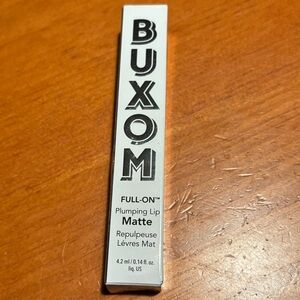 BUXOM
FULL-ON™
Plumping Lip
Matte
Repulpeuse
Lèvres Mat
4.2 ml / 0.14 fl. oz.
liq. US